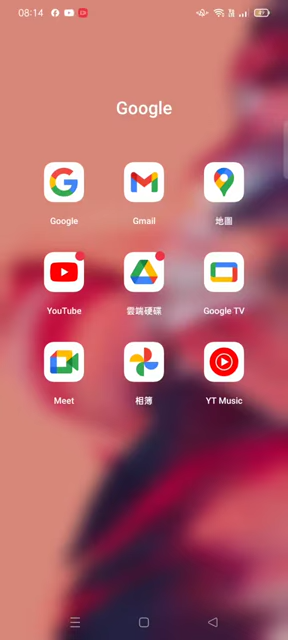 08:14
Google
Google
Gmail
地圖
YouTube
雲端硬碟
Google TV
Meet
相簿
YT Music